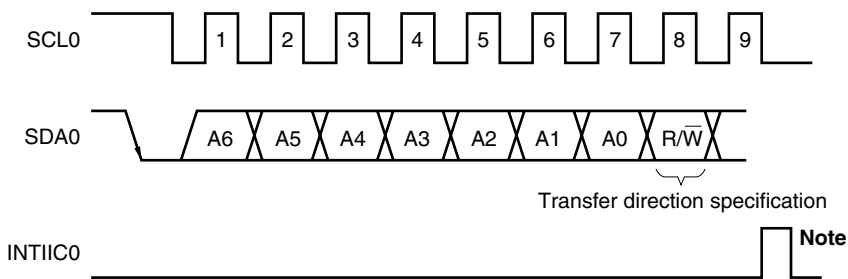 SCL0 1 2 3 4 5 6 7 8 9
SDA0 A6 A5 A4 A3 A2 A1 A0 R/W̅
Transfer direction specification
INTIIC0 Note